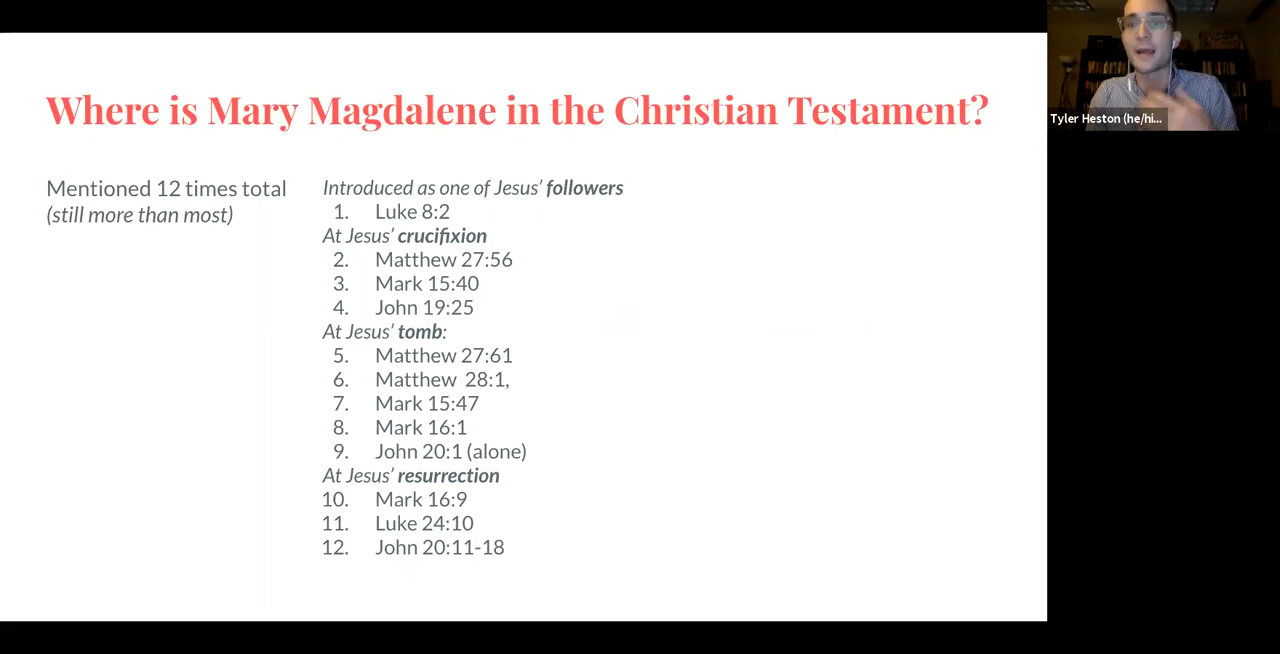 Where is Mary Magdalene in the Christian Testament?
Mentioned 12 times total
(still more than most)
Introduced as one of Jesus’ followers
1. Luke 8:2
At Jesus’ crucifixion
2. Matthew 27:56
3. Mark 15:40
4. John 19:25
At Jesus’ tomb:
5. Matthew 27:61
6. Matthew  28:1,
7. Mark 15:47
8. Mark 16:1
9. John 20:1 (alone)
At Jesus’ resurrection
10. Mark 16:9
11. Luke 24:10
12. John 20:11-18
Tyler Heston (he/hi...